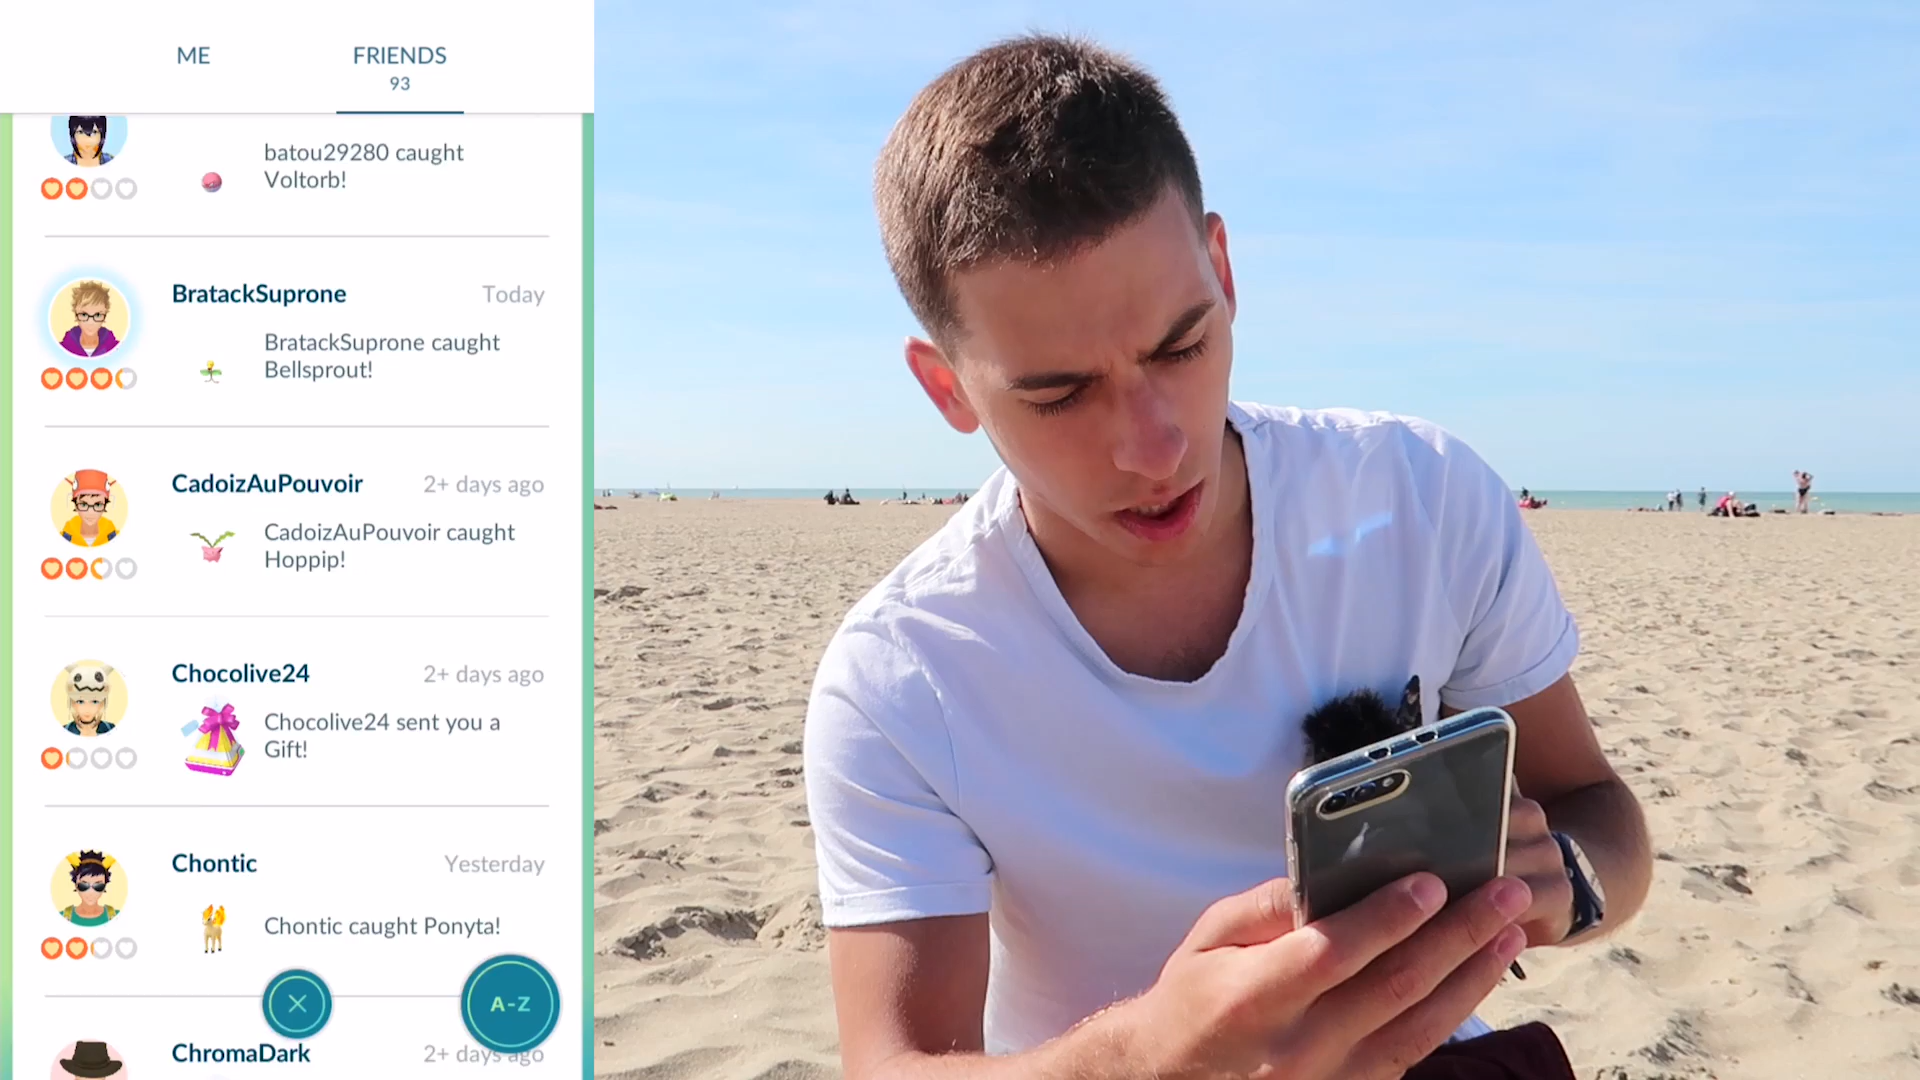 ME
FRIENDS
93
batou29280 caught
Voltorb!
BratackSuprone
Today
BratackSuprone caught
Bellsprout!
CadoizAuPouvoir
2+ days ago
CadoizAuPouvoir caught
Hoppip!
Chocolive24
2+ days ago
Chocolive24 sent you a
Gift!
Chontic
Yesterday
Chontic caught Ponyta!
A-Z
ChromaDark
2+ days ago